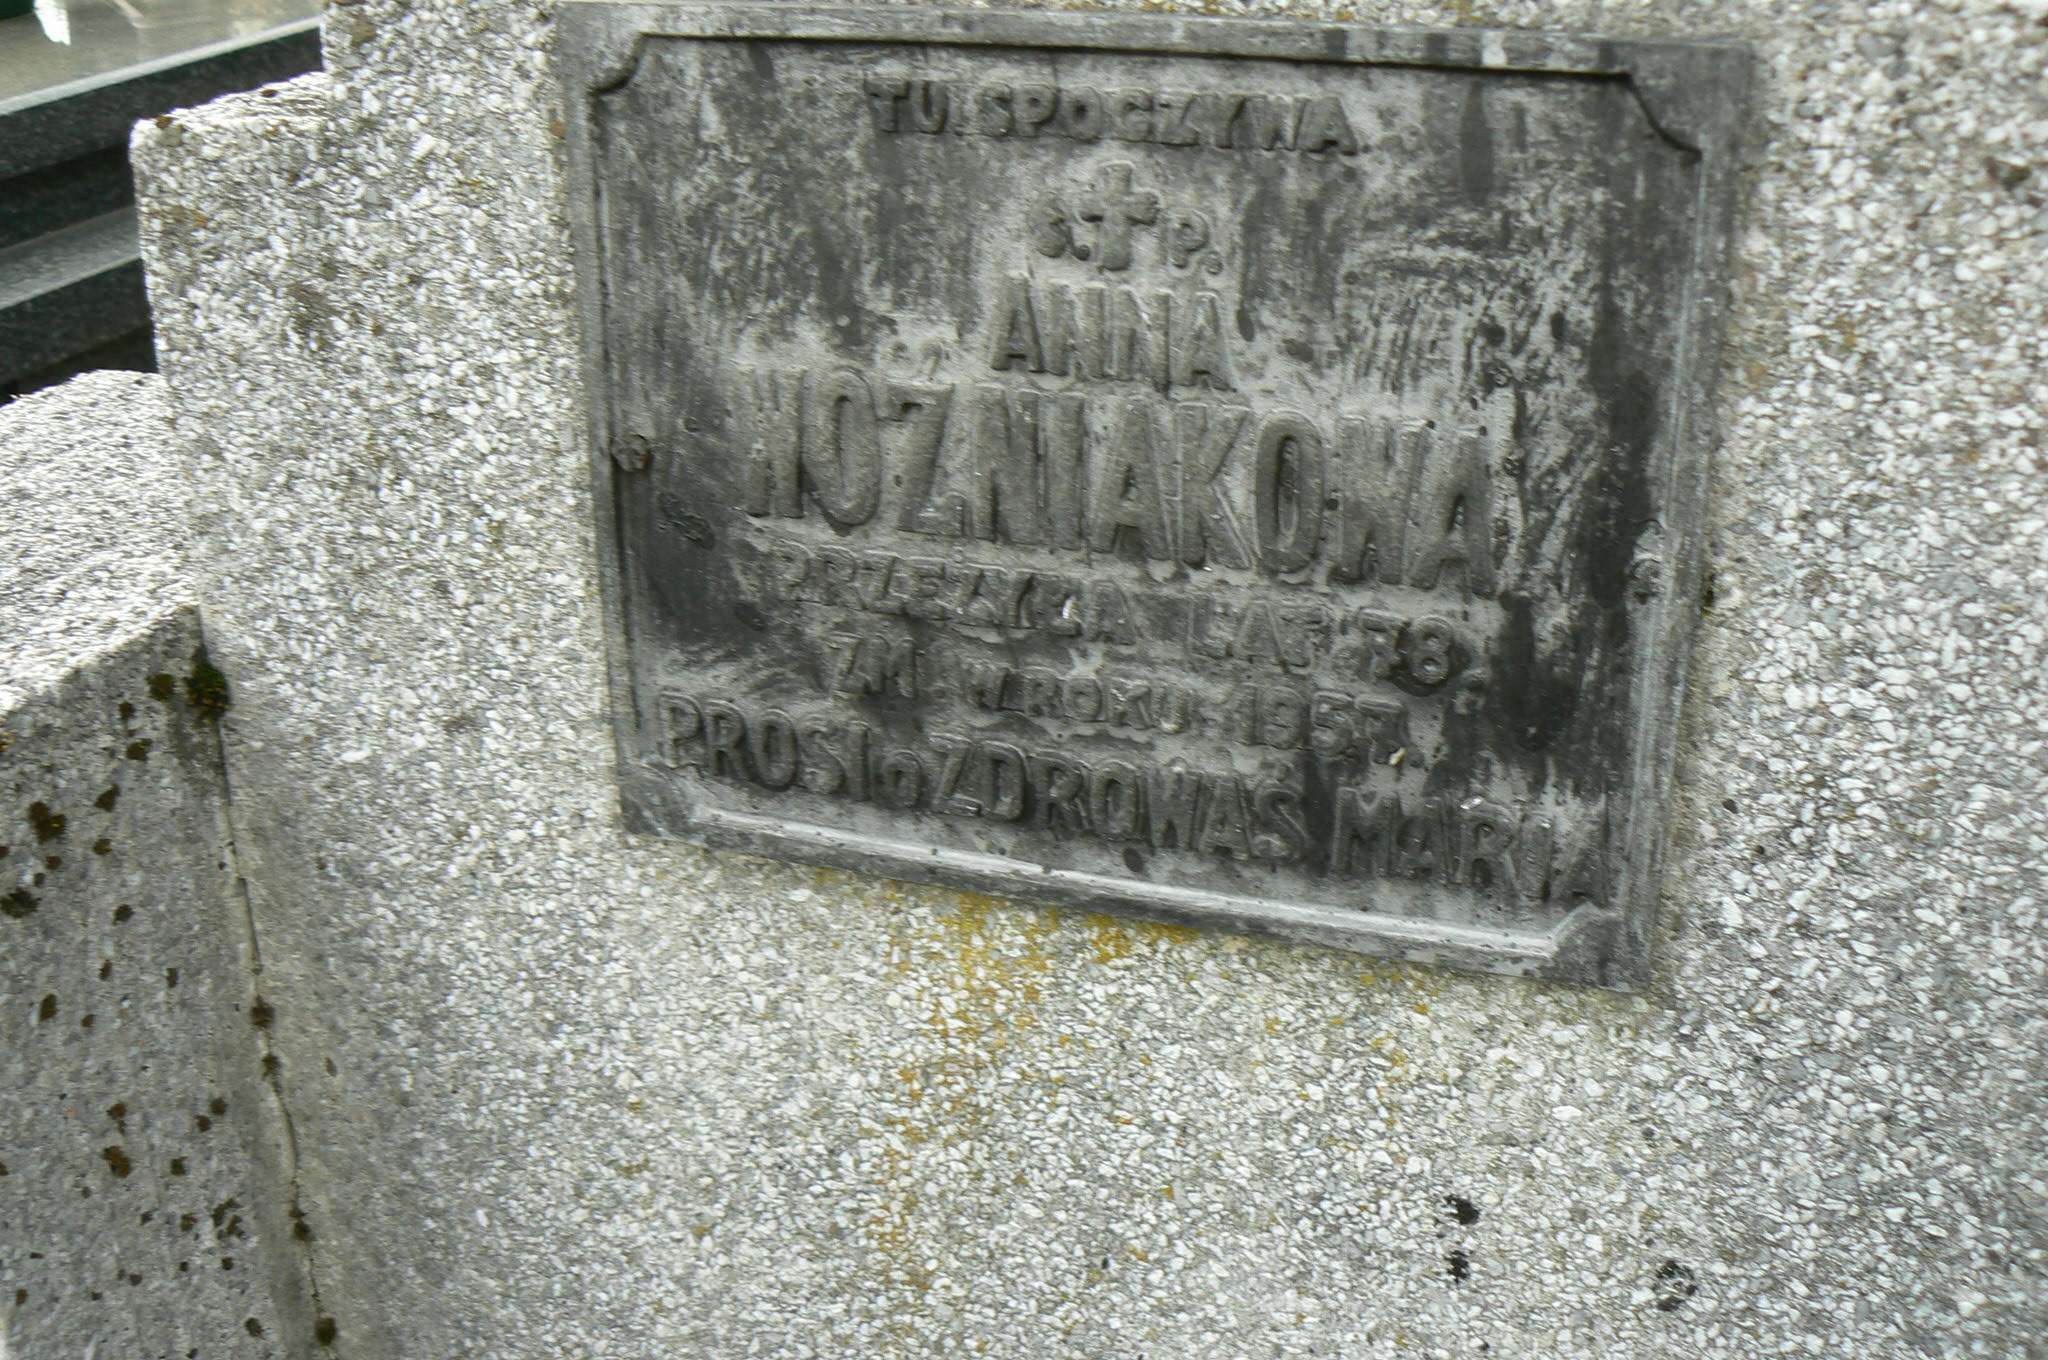 TU SPOCZYWA
Ś. P.
ANNA
WOŹNIAKOWA
PRZEŻYŁA LAT 78.
ZM. W ROKU 1957.
PROSI o ZDROWAŚ MARIA